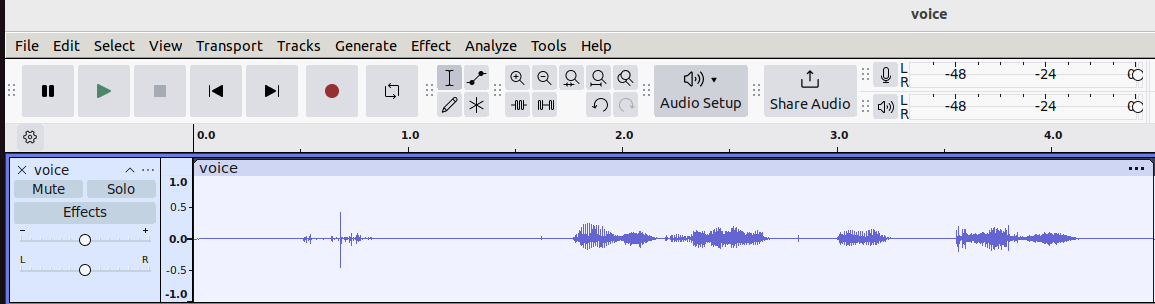 voice
File Edit Select View Transport Tracks Generate Effect Analyze Tools Help
L
R
-48 -24 0
Audio Setup
Share Audio
L
R
-48 -24 0
0.0 1.0 2.0 3.0 4.0
voice
Mute Solo
Effects
- +
L R
1.0
0.5
0.0
-0.5
-1.0
voice